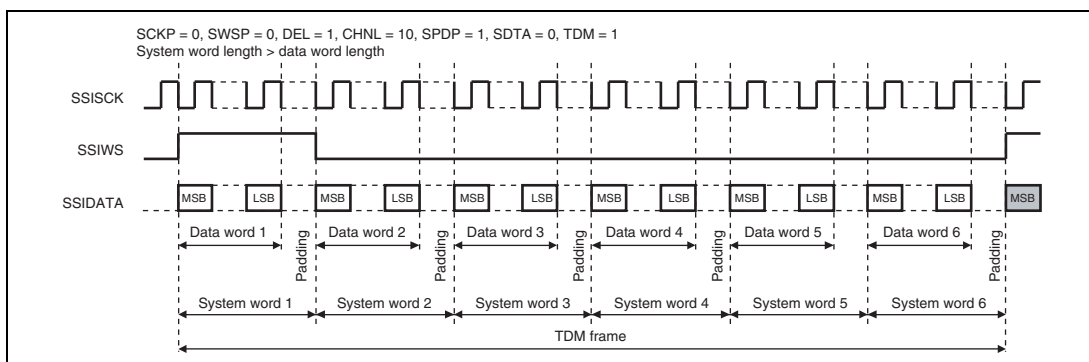 SCKP = 0, SWSP = 0, DEL = 1, CHNL = 10, SPDP = 1, SDTA = 0, TDM = 1
System word length > data word length
SSISCK
SSIWS
SSIDATA
MSB LSB MSB LSB MSB LSB MSB LSB MSB LSB MSB LSB MSB
Data word 1 Padding Data word 2 Padding Data word 3 Padding Data word 4 Padding Data word 5 Padding Data word 6 Padding
System word 1 System word 2 System word 3 System word 4 System word 5 System word 6
TDM frame